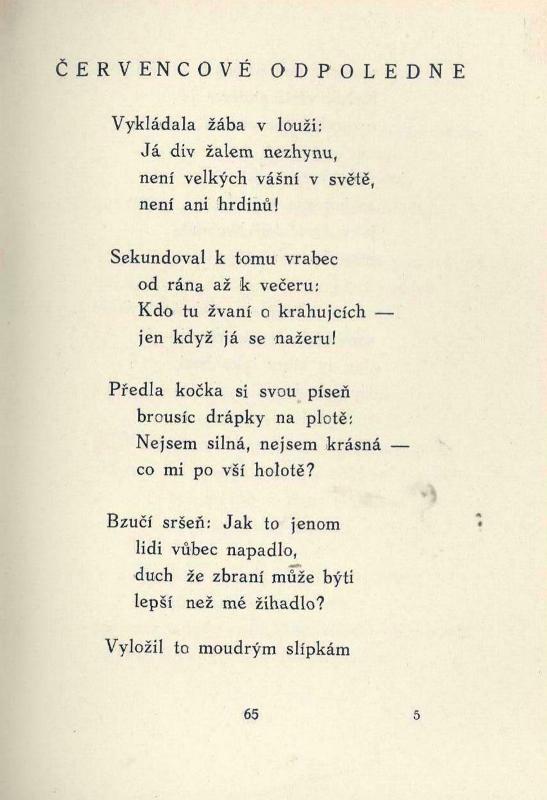 ČERVENCOVÉ ODPOLEDNE
Vykládala žába v louži:
Já div žalem nezhynu,
není velkých vášní v světě,
není ani hrdinů!
Sekundoval k tomu vrabec
od rána až k večeru:
Kdo tu žvaní o krahujcích —
jen když já se nažeru!
Předla kočka si svou píseň
brousíc drápky na plotě:
Nejsem silná, nejsem krásná —
co mi po vší holotě?
Bzučí sršeň: Jak to jenom
lidi vůbec napadlo,
duch že zbraní může býti
lepší než mé žihadlo?
Vyložil to moudrým slípkám
65 5